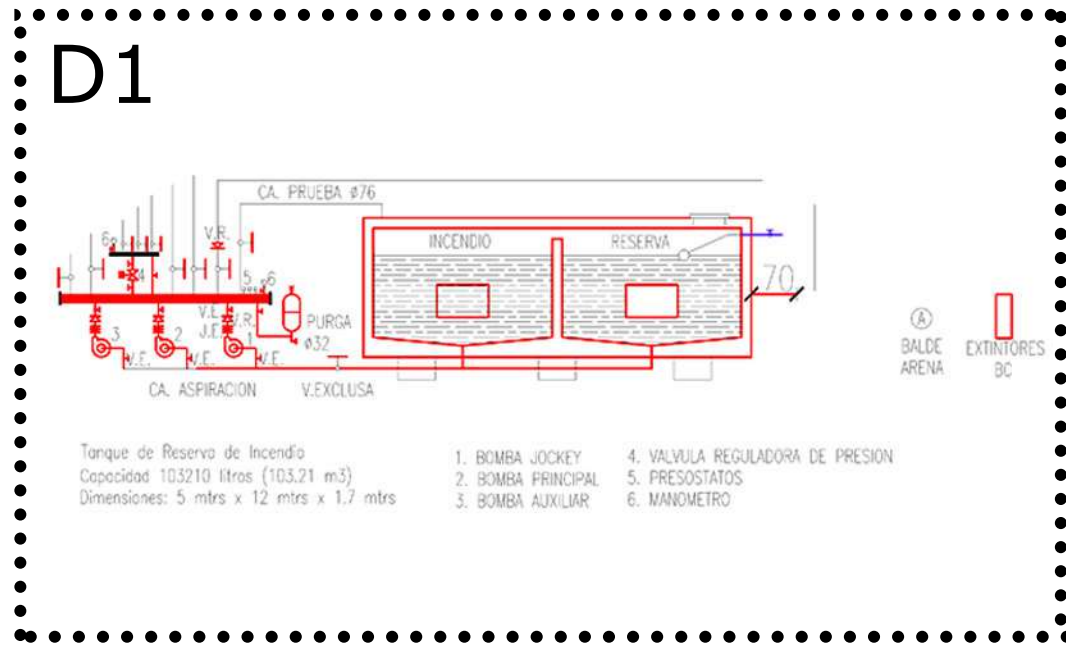 D1
CA. PRUEBA ø76
6
V.R.
INCENDIO
RESERVA
4
5
6
70
V.E.
J.E.
V.R.
PURGA
ø32
3
2
1
V.E.
V.E.
V.E.
CA. ASPIRACION
V.EXCLUSA
A
BALDE
ARENA
EXTINTORES
BC
Tanque de Reserva de Incendio
Capacidad 103210 litros (103.21 m3)
Dimensiones: 5 mtrs x 12 mtrs x 1.7 mtrs
1. BOMBA JOCKEY
2. BOMBA PRINCIPAL
3. BOMBA AUXILIAR
4. VALVULA REGULADORA DE PRESION
5. PRESOSTATOS
6. MANOMETRO